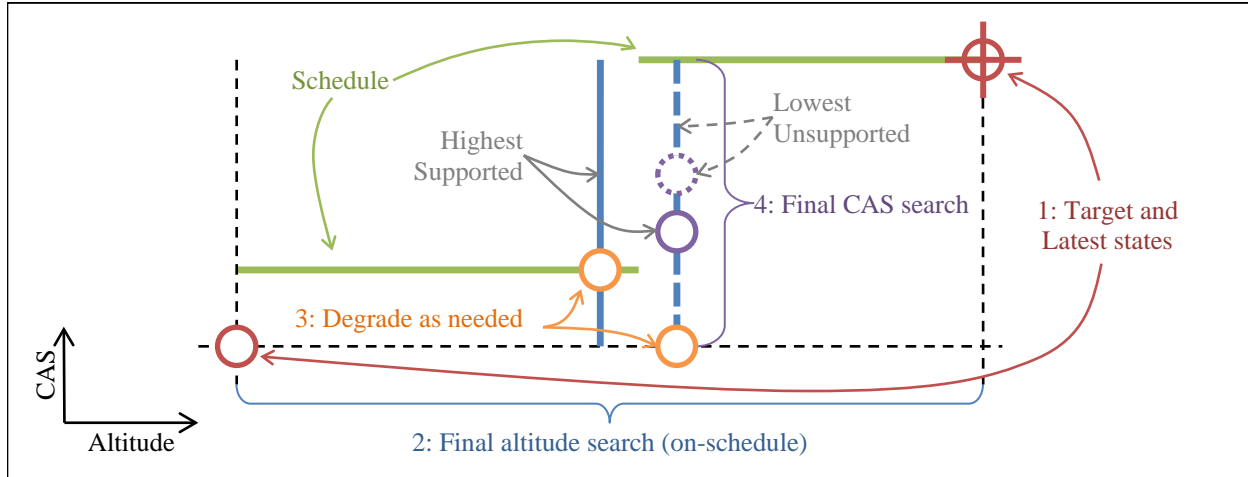 Schedule
Lowest
Unsupported
Highest
Supported
4: Final CAS search
1: Target and
Latest states
3: Degrade as needed
CAS
Altitude
2: Final altitude search (on-schedule)